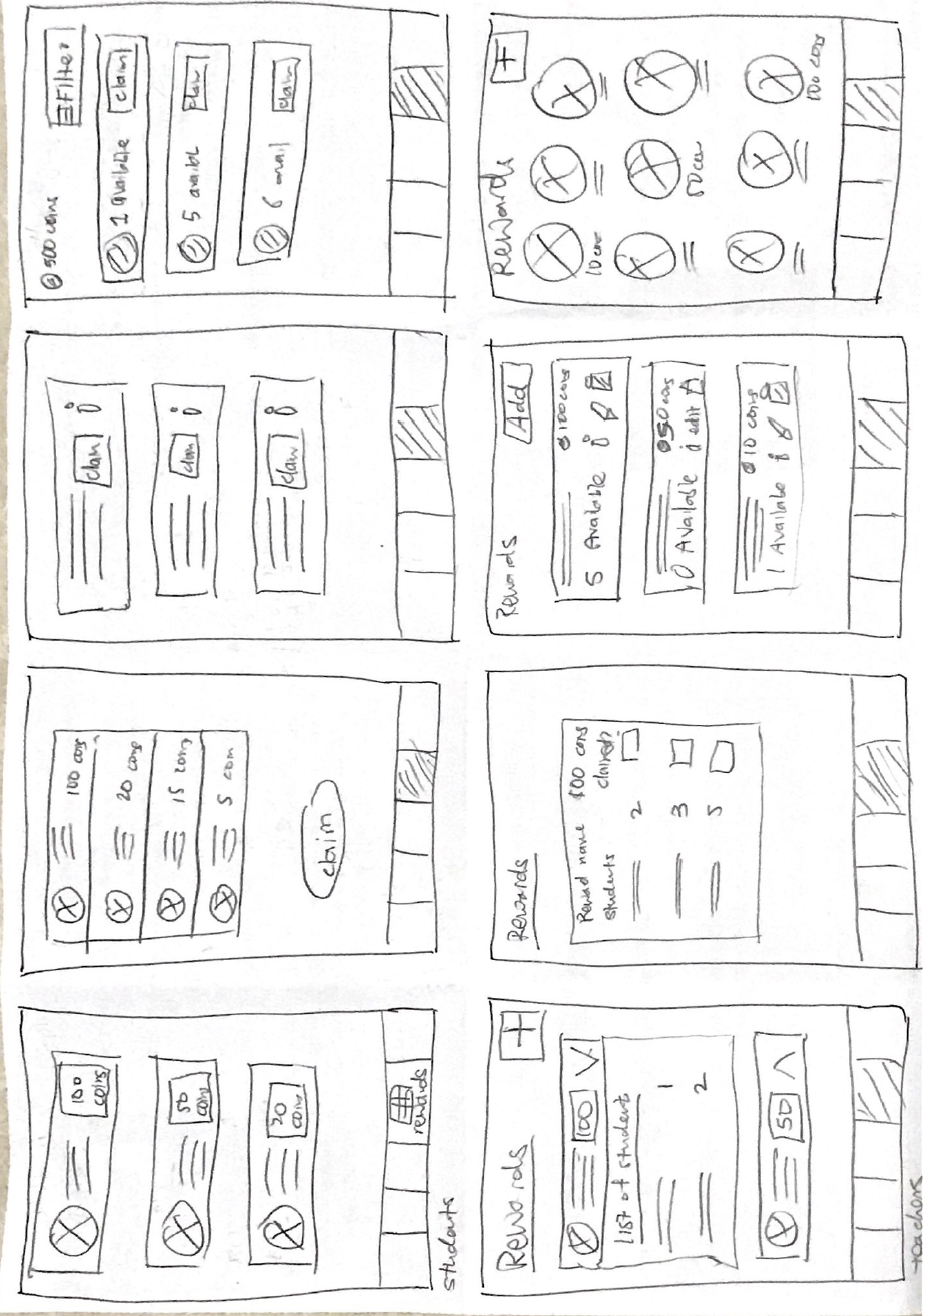 100
coins
50
coins
20
coins
rewards
students
100 coins
20 coins
15 coins
5 coin
claim
claim
claim
claim
500 coins
Filter
1 available
claim
5 availbl
claim
6 avail
claim
Rewards
+
100
List of students
1
2
50
teachers
Rewards
Reward name 100 coins
students claimed?
2
3
5
Rewards
Add
100 coins
5 Available
50 coins
0 Available
edit
10 coins
1 Available
Rewards
+
10 coins
50 coin
100 coins